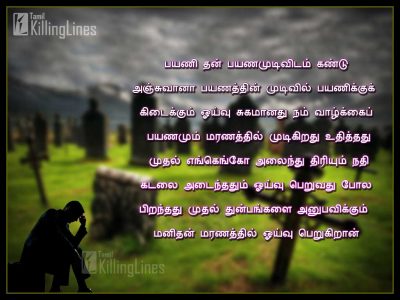 Tamil
KillingLines
பயணி தன் பயணமுடிவிடம் கண்டு
அஞ்சுவானா பயணத்தின் முடிவில் பயணிக்குக்
கிடைக்கும் ஓய்வு சுகமானது நம் வாழ்க்கைப்
பயணமும் மரணத்தில் முடிகிறது உதித்தது
முதல் எங்கெங்கோ அலைந்து திரியும் நதி
கடலை அடைந்ததும் ஓய்வு பெறுவது போல
பிறந்தது முதல் துன்பங்களை அனுபவிக்கும்
மனிதன் மரணத்தில் ஓய்வு பெறுகிறான்
Tamil
KillingLines